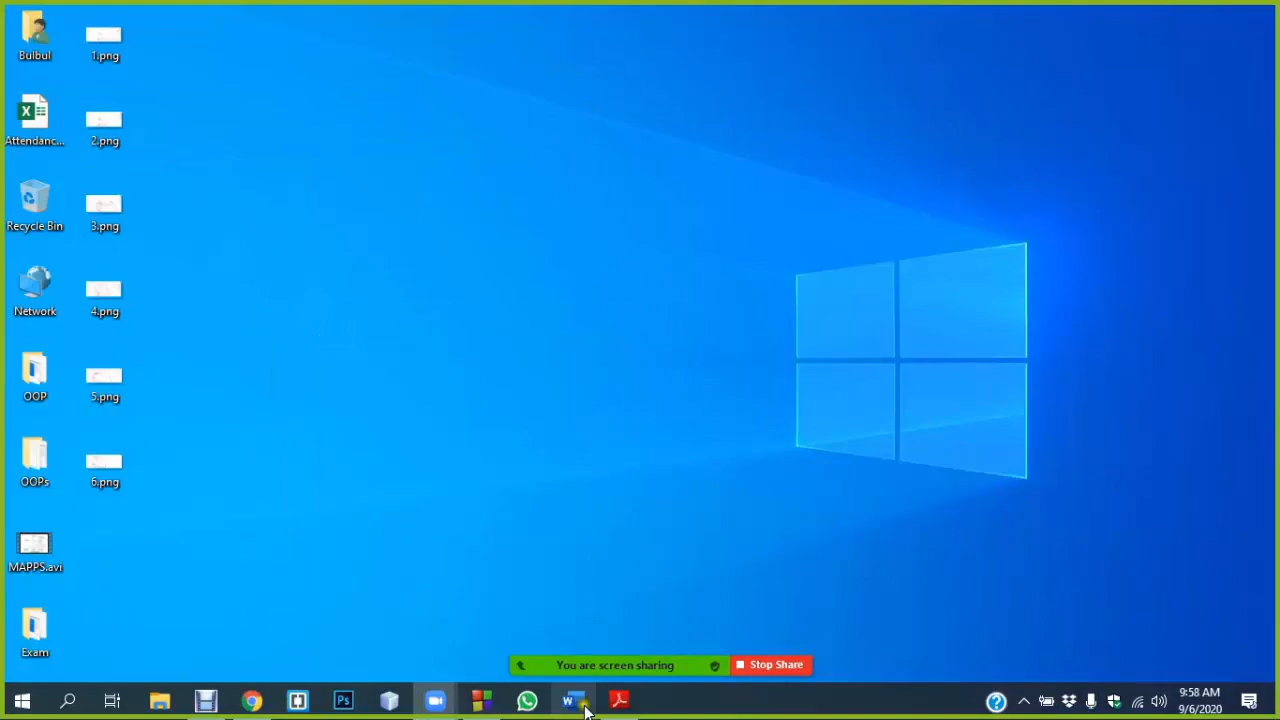 Bulbul
1.png
Attendanc...
2.png
Recycle Bin
3.png
Network
4.png
OOP
5.png
OOPs
6.png
MAPPS.avi
Exam
You are screen sharing
Stop Share
Ps
9:58 AM
9/6/2020